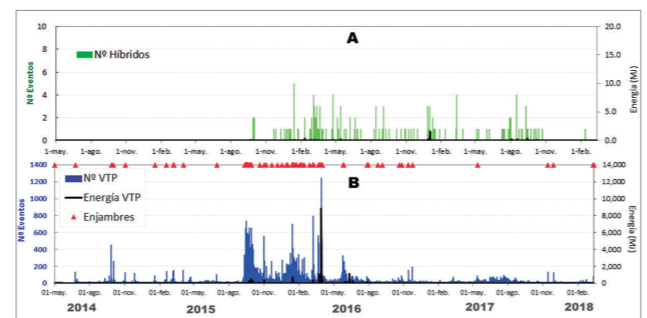 A
Nº Híbridos
Nº Eventos
10
8
6
4
2
0
Energía (MJ)
20.0
15.0
10.0
5.0
0.0
1-may. 1-ago. 1-nov. 1-feb. 1-may. 1-ago. 1-nov. 1-feb. 1-may. 1-ago. 1-nov. 1-feb. 1-may. 1-ago. 1-nov. 1-feb.
B
Nº VTP
Energía VTP
Enjambres
Nº Eventos
1400
1200
1000
800
600
400
200
0
Energía (MJ)
14,000
12,000
10,000
8,000
6,000
4,000
2,000
0
01-may. 01-ago. 01-nov. 01-feb. 01-may. 01-ago. 01-nov. 01-feb. 01-may. 01-ago. 01-nov. 01-feb. 01-may. 01-ago. 01-nov. 01-feb.
2014 2015 2016 2017 2018